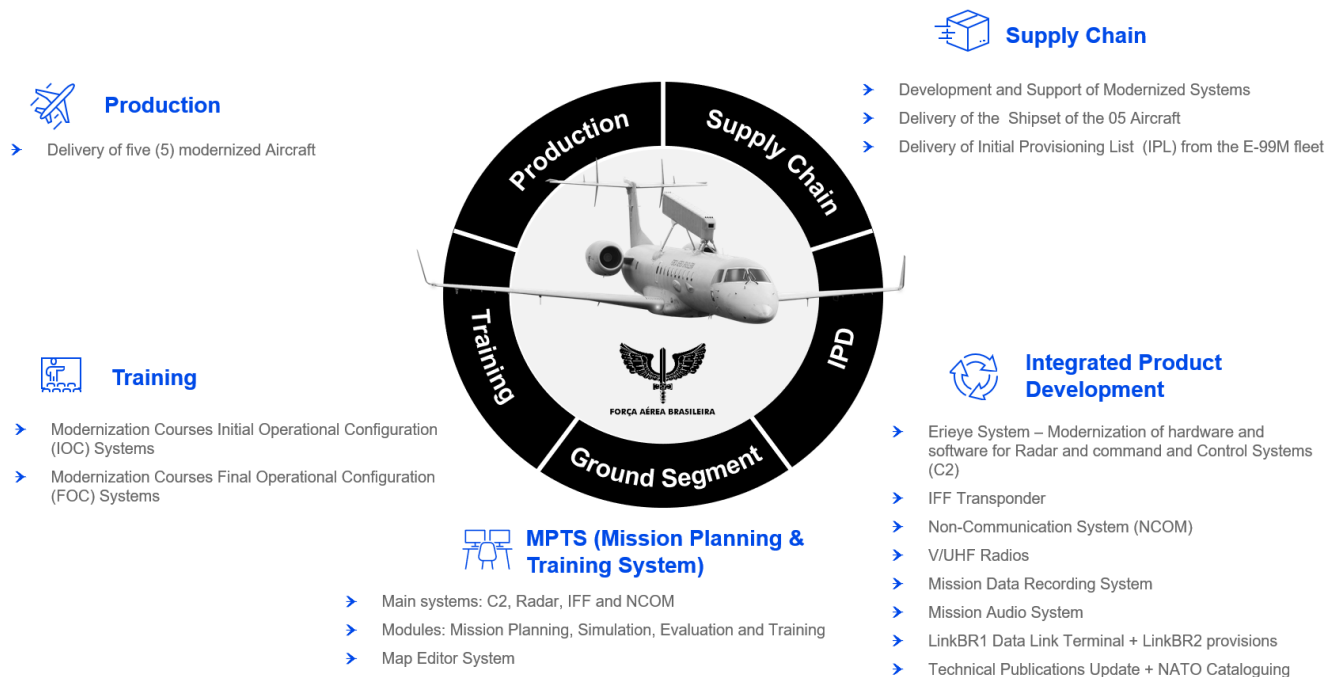 Supply Chain
Development and Support of Modernized Systems
Delivery of the Shipset of the 05 Aircraft
Delivery of Initial Provisioning List (IPL) from the E-99M fleet
Production
Delivery of five (5) modernized Aircraft
Production
Supply Chain
Training
IPD
Ground Segment
FORÇA AÉREA BRASILEIRA
Training
Modernization Courses Initial Operational Configuration
(IOC) Systems
Modernization Courses Final Operational Configuration
(FOC) Systems
Integrated Product
Development
Erieye System – Modernization of hardware and
software for Radar and command and Control Systems
(C2)
IFF Transponder
Non-Communication System (NCOM)
V/UHF Radios
Mission Data Recording System
Mission Audio System
LinkBR1 Data Link Terminal + LinkBR2 provisions
Technical Publications Update + NATO Cataloguing
MPTS (Mission Planning &
Training System)
Main systems: C2, Radar, IFF and NCOM
Modules: Mission Planning, Simulation, Evaluation and Training
Map Editor System